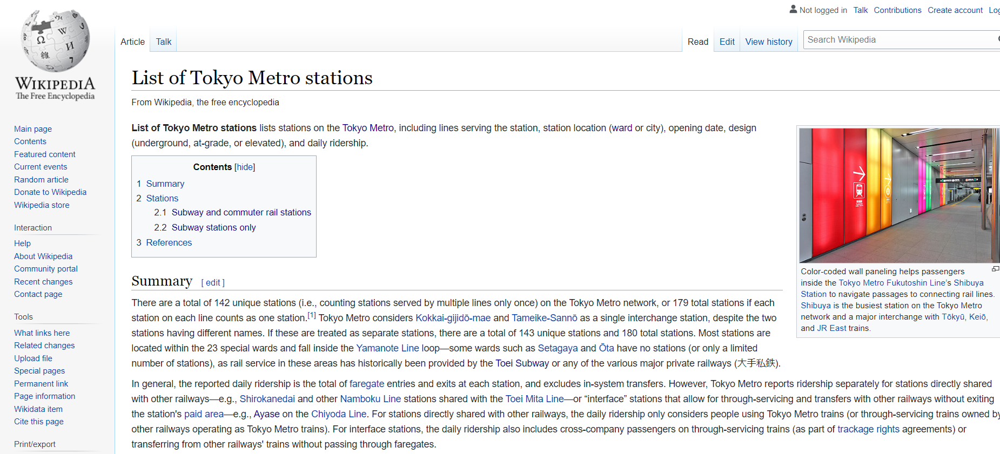 Not logged in Talk Contributions Create account Log
Article Talk Read Edit View history Search Wikipedia
WIKIPEDIA
The Free Encyclopedia
Main page
Contents
Featured content
Current events
Random article
Donate to Wikipedia
Wikipedia store
Interaction
Help
About Wikipedia
Community portal
Recent changes
Contact page
Tools
What links here
Related changes
Upload file
Special pages
Permanent link
Page information
Wikidata item
Cite this page
Print/export
List of Tokyo Metro stations
From Wikipedia, the free encyclopedia
List of Tokyo Metro stations lists stations on the Tokyo Metro, including lines serving the station, station location (ward or city), opening date, design
(underground, at-grade, or elevated), and daily ridership.
Contents [hide]
1 Summary
2 Stations
2.1 Subway and commuter rail stations
2.2 Subway stations only
3 References
Color-coded wall paneling helps passengers
inside the Tokyo Metro Fukutoshin Line's Shibuya
Station to navigate passages to connecting rail lines.
Shibuya is the busiest station on the Tokyo Metro
network and a major interchange with Tōkyū, Keiō,
and JR East trains.
Summary [ edit ]
There are a total of 142 unique stations (i.e., counting stations served by multiple lines only once) on the Tokyo Metro network, or 179 total stations if each
station on each line counts as one station.[1] Tokyo Metro considers Kokkai-gijidō-mae and Tameike-Sannō as a single interchange station, despite the two
stations having different names. If these are treated as separate stations, there are a total of 143 unique stations and 180 total stations. Most stations are
located within the 23 special wards and fall inside the Yamanote Line loop—some wards such as Setagaya and Ōta have no stations (or only a limited
number of stations), as rail service in these areas has historically been provided by the Toei Subway or any of the various major private railways (大手私鉄).
In general, the reported daily ridership is the total of faregate entries and exits at each station, and excludes in-system transfers. However, Tokyo Metro reports ridership separately for stations directly shared
with other railways—e.g., Shirokanedai and other Namboku Line stations shared with the Toei Mita Line—or “interface” stations that allow for through-servicing and transfers with other railways without exiting
the station's paid area—e.g., Ayase on the Chiyoda Line. For stations directly shared with other railways, the daily ridership only considers people using Tokyo Metro trains (or through-servicing trains owned by
other railways operating as Tokyo Metro trains). For interface stations, the daily ridership also includes cross-company passengers on through-servicing trains (as part of trackage rights agreements) or
transferring from other railways' trains without passing through faregates.